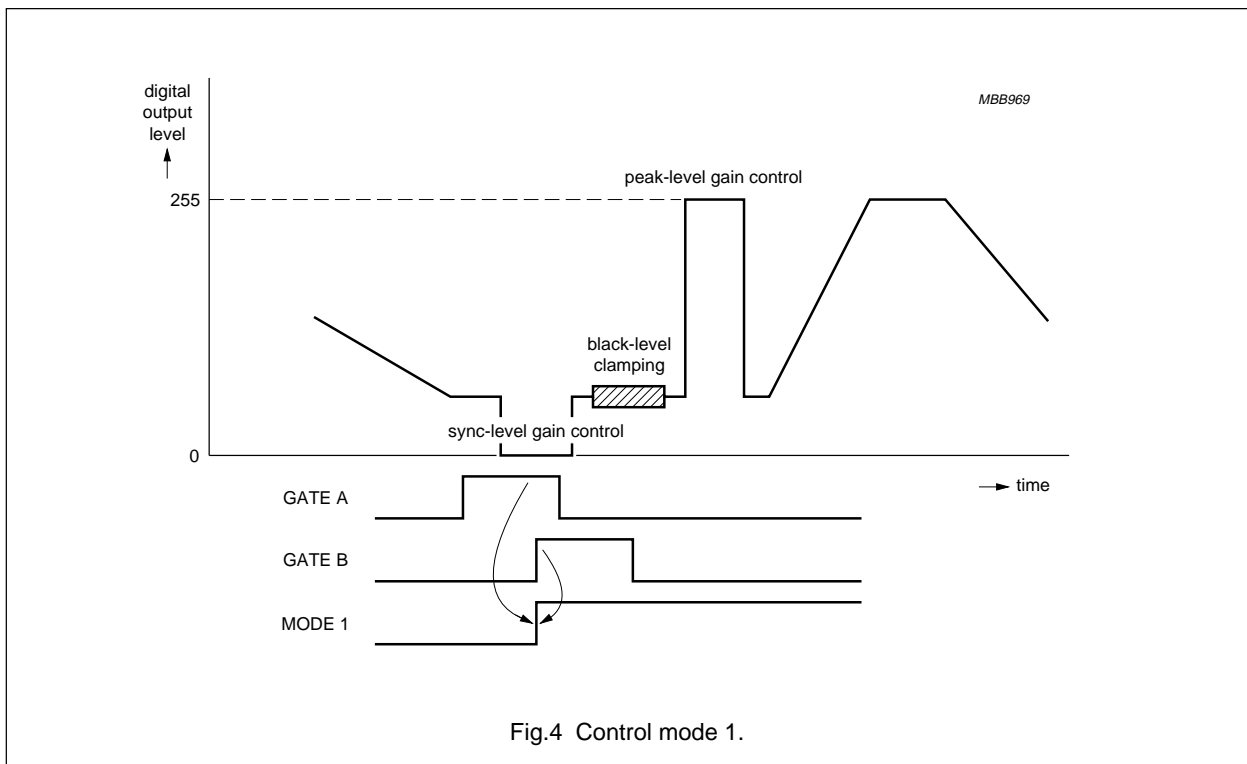 digital
output
level
MBB969
peak-level gain control
255
black-level
clamping
sync-level gain control
0
time
GATE A
GATE B
MODE 1
Fig.4 Control mode 1.